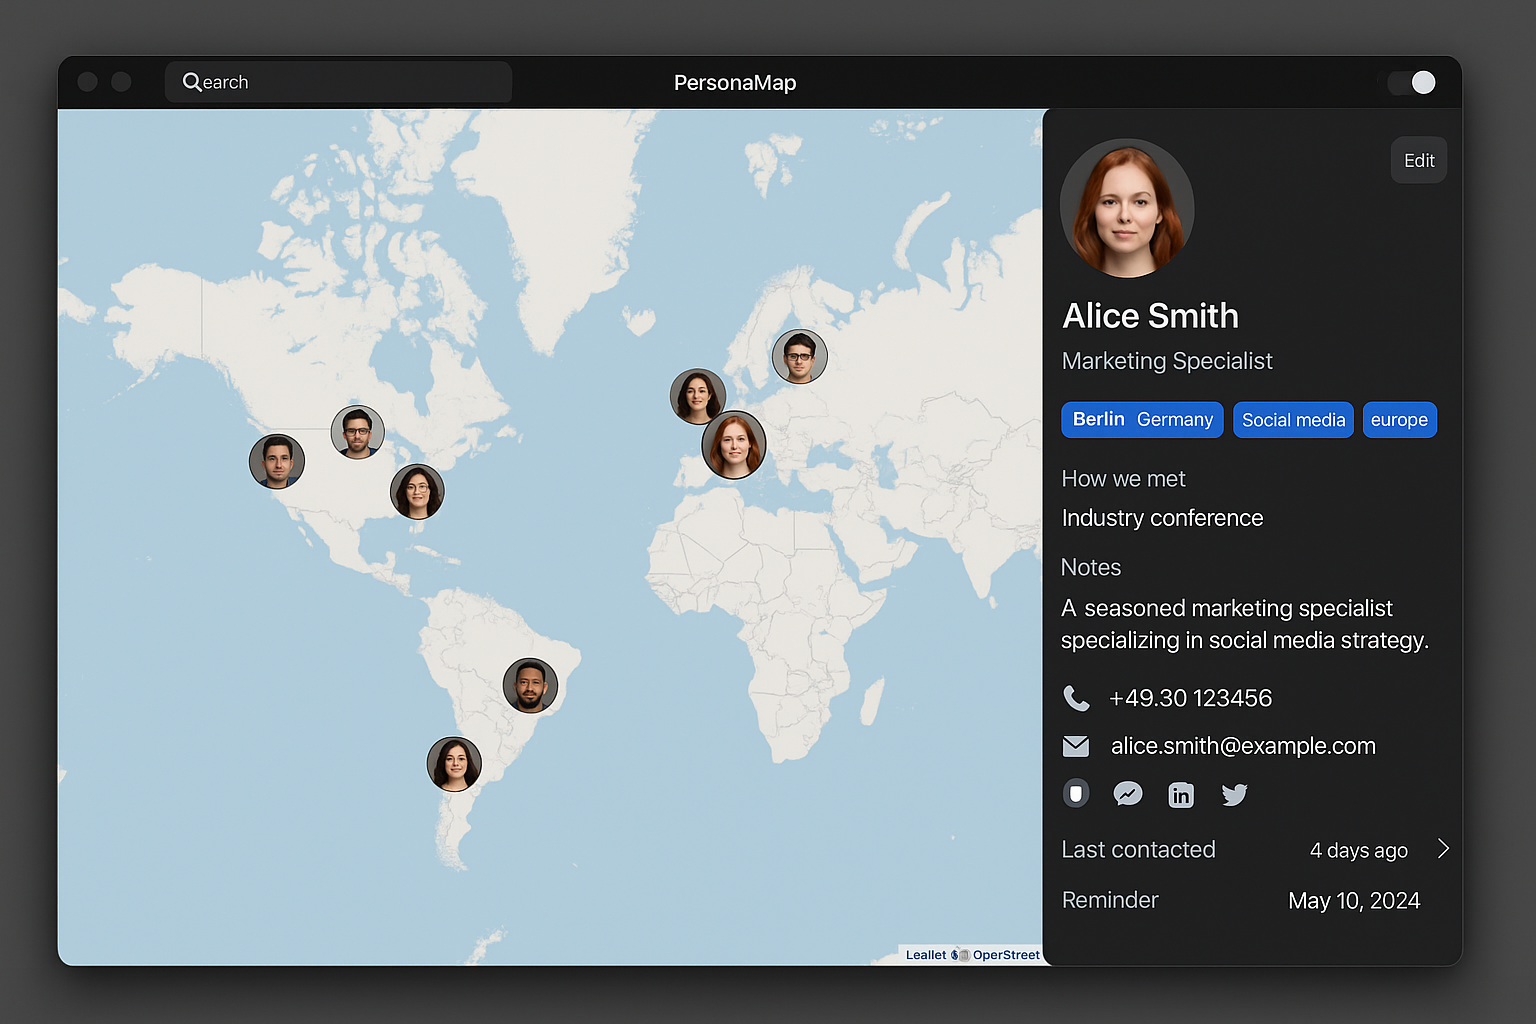 Search
PersonaMap
Edit
Alice Smith
Marketing Specialist
Berlin Germany Social media europe
How we met
Industry conference
Notes
A seasoned marketing specialist
specializing in social media strategy.
+49.30 123456
alice.smith@example.com
in
Last contacted 4 days ago
Reminder May 10, 2024
Leallet OperStreet